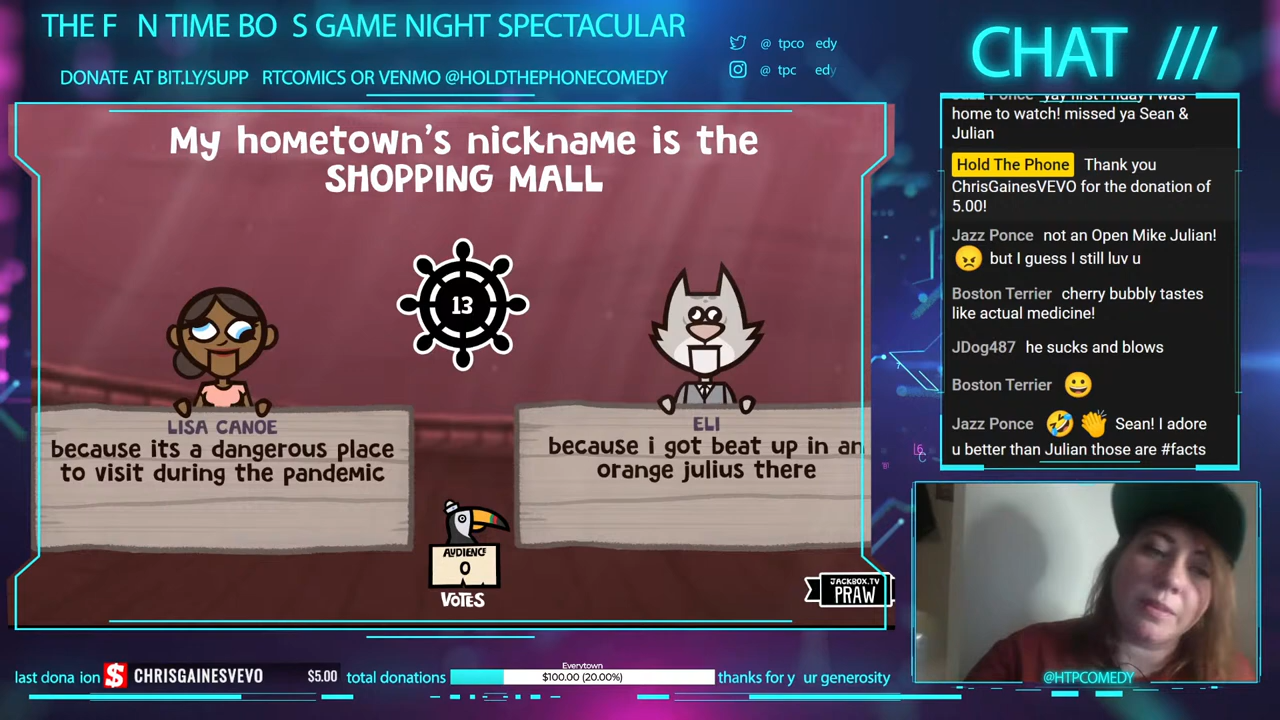 THE F N TIME BO S GAME NIGHT SPECTACULAR
DONATE AT BIT.LY/SUPP RTCOMICS OR VENMO @HOLDTHEPHONECOMEDY
@ tpco edy
@ tpc edy
CHAT ///
My hometown's nickname is the
SHOPPING MALL
13
LISA CANOE
because its a dangerous place
to visit during the pandemic
ELI
because i got beat up in an
orange julius there
AUDIENCE
0
VOTES
JACKBOX.TV
PRAW
Jazz Ponce yay first Friday I was
home to watch! missed ya Sean &
Julian
Hold The Phone Thank you
ChrisGainesVEVO for the donation of
5.00!
Jazz Ponce not an Open Mike Julian!
😠 but I guess I still luv u
Boston Terrier cherry bubbly tastes
like actual medicine!
JDog487 he sucks and blows
Boston Terrier 😀
Jazz Ponce 🤣 👏 Sean! I adore
u better than Julian those are #facts
@HTPCOMEDY
last dona ion $ CHRISGAINESVEVO $5.00 total donations
Everytown
$100.00 (20.00%)
thanks for y ur generosity